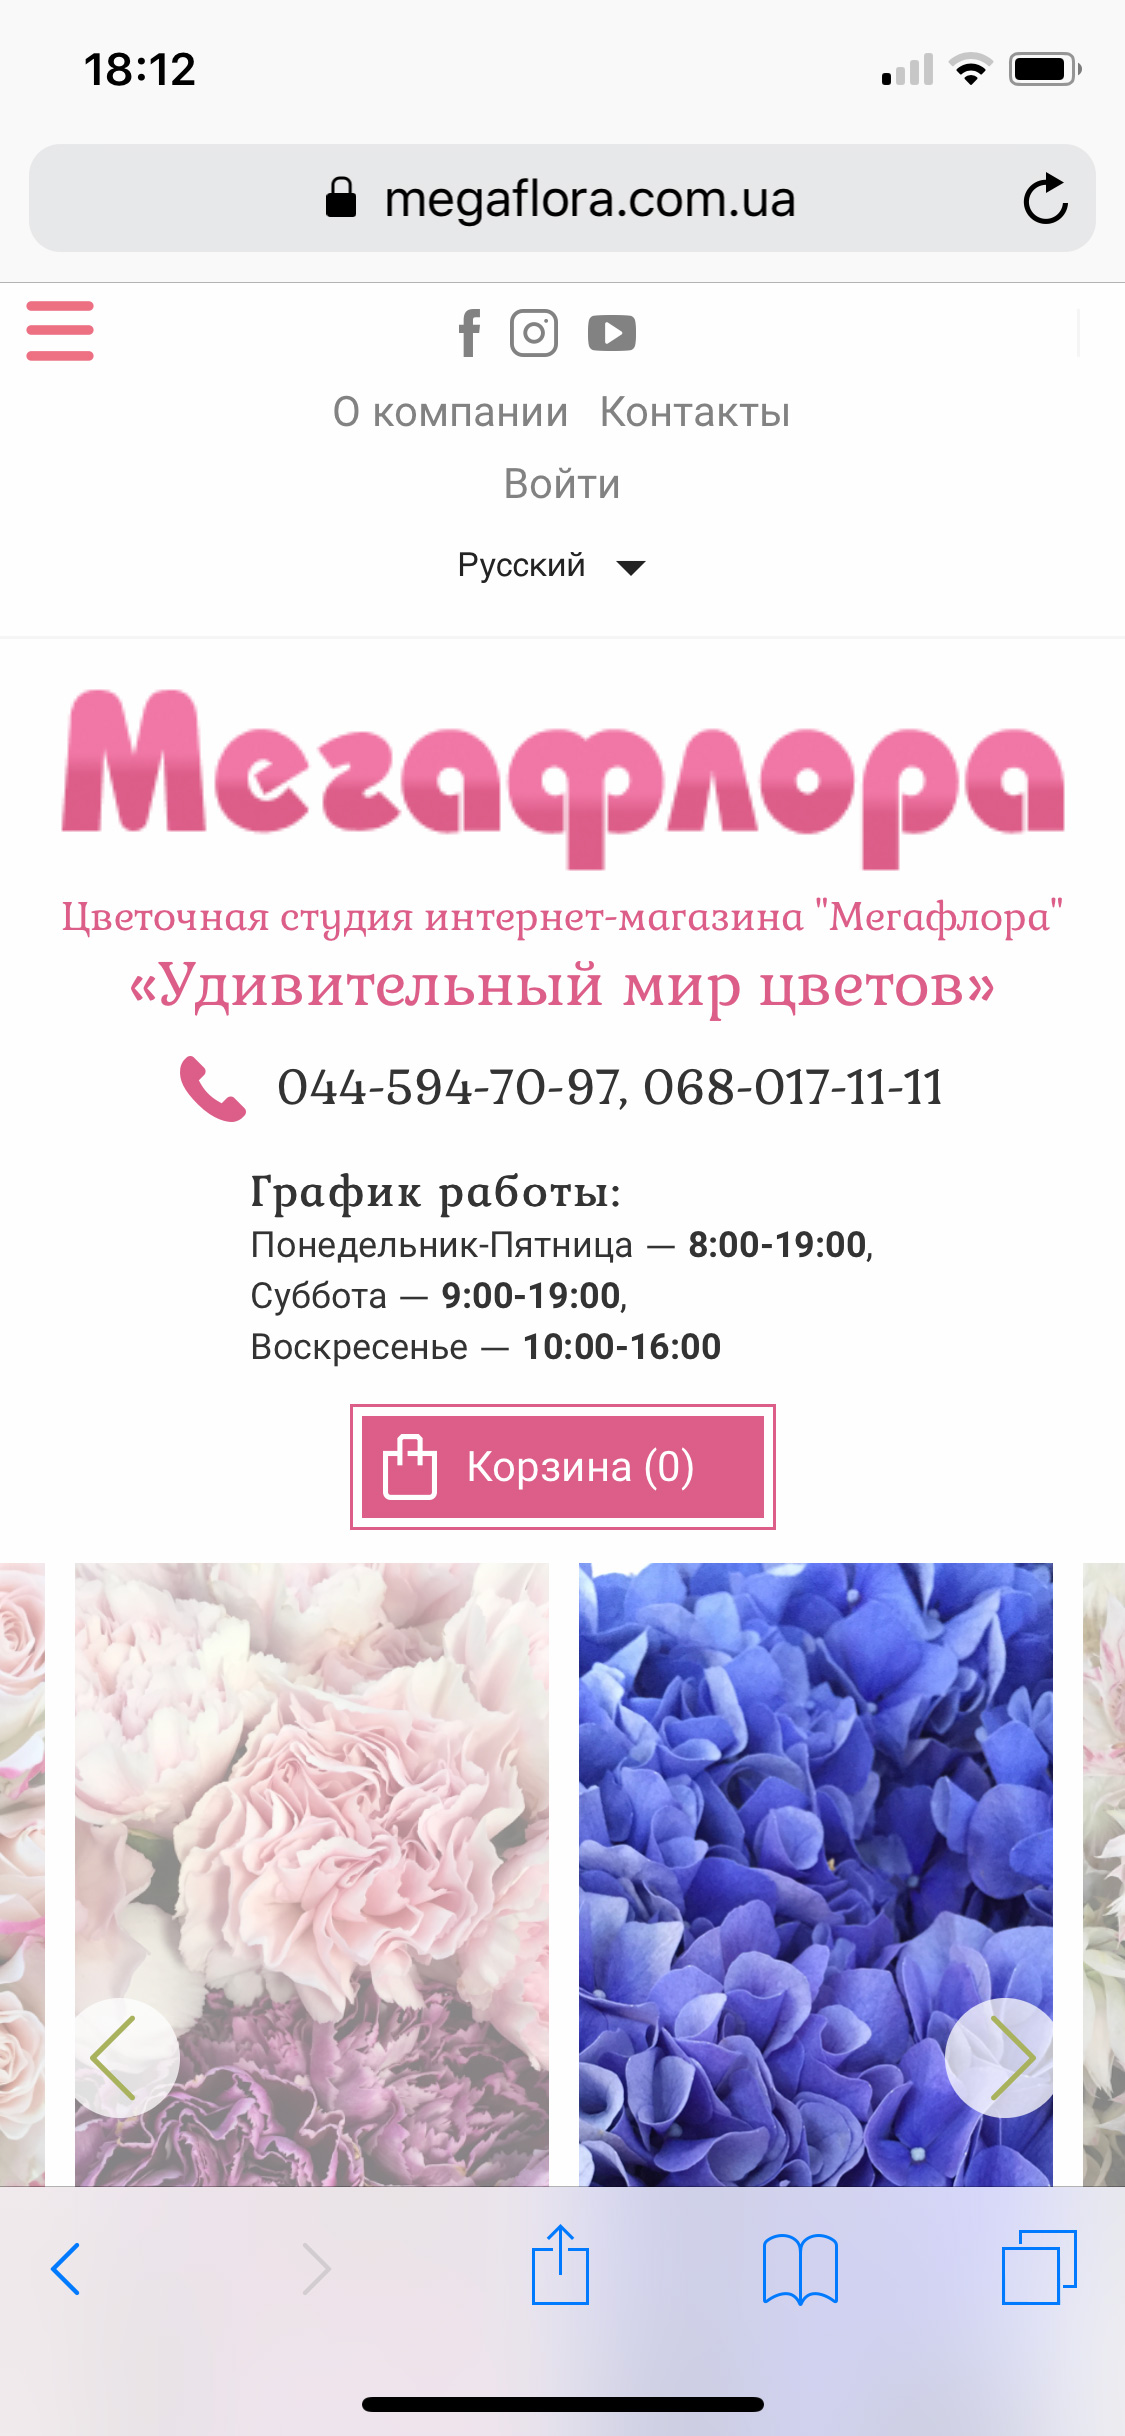 18:12
megaflora.com.ua
О компании Контакты
Войти
Русский
Мегафлора
Цветочная студия интернет-магазина "Мегафлора"
«Удивительный мир цветов»
044-594-70-97, 068-017-11-11
График работы:
Понедельник-Пятница — 8:00-19:00,
Суббота — 9:00-19:00,
Воскресенье — 10:00-16:00
Корзина (0)